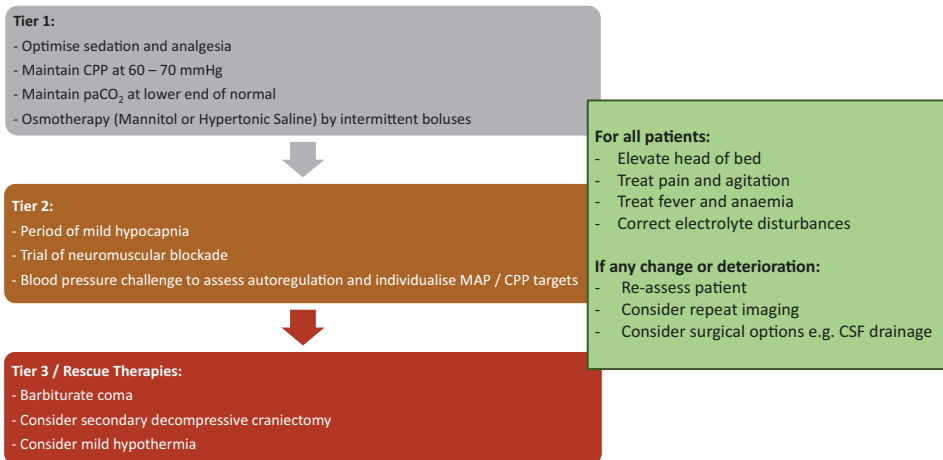 Tier 1:
- Optimise sedation and analgesia
- Maintain CPP at 60 – 70 mmHg
- Maintain paCO₂ at lower end of normal
- Osmotherapy (Mannitol or Hypertonic Saline) by intermittent boluses
Tier 2:
- Period of mild hypocapnia
- Trial of neuromuscular blockade
- Blood pressure challenge to assess autoregulation and individualise MAP / CPP targets
Tier 3 / Rescue Therapies:
- Barbiturate coma
- Consider secondary decompressive craniectomy
- Consider mild hypothermia
For all patients:
- Elevate head of bed
- Treat pain and agitation
- Treat fever and anaemia
- Correct electrolyte disturbances
If any change or deterioration:
- Re-assess patient
- Consider repeat imaging
- Consider surgical options e.g. CSF drainage